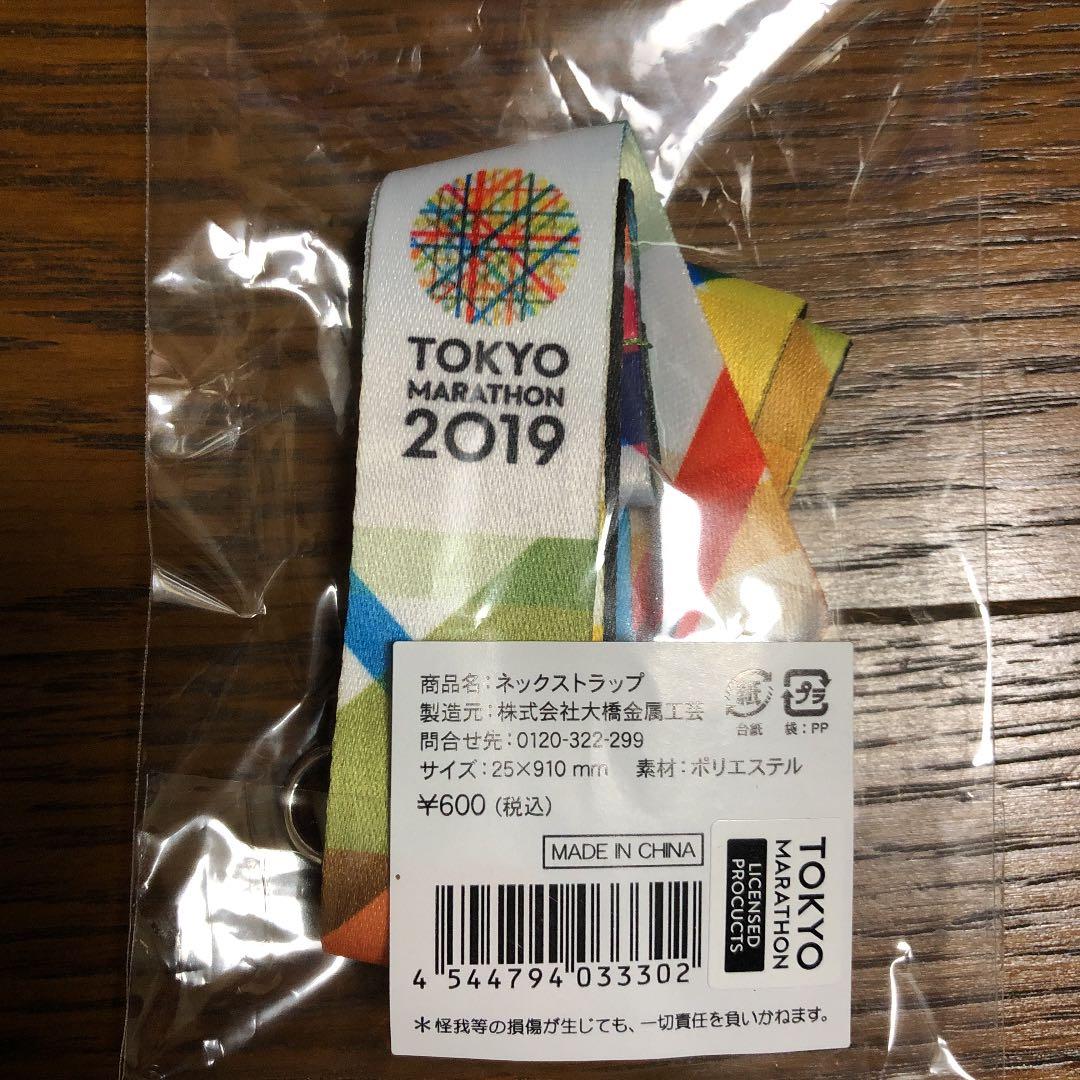 TOKYO
MARATHON
2019
商品名:ネックストラップ
製造元:株式会社大橋金属工芸
問合せ先:0120-322-299
サイズ:25×910 mm 素材:ポリエステル
¥600 (税込)
紙
台紙
プラ
袋:PP
MADE IN CHINA
TOKYO
MARATHON
LICENSED
PROCUCTS
4 544794 033302
*怪我等の損傷が生じても、一切責任を負いかねます。